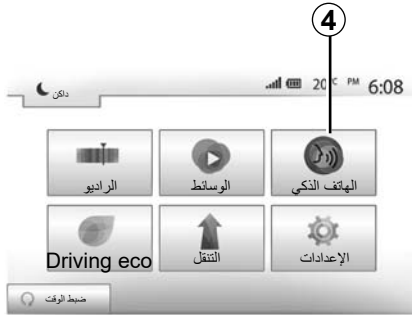 4
داكن
20 °C PM 6:08
الراديو
الوسائط
الهاتف الذكي
Driving eco
التنقل
الإعدادات
ضبط الوقت